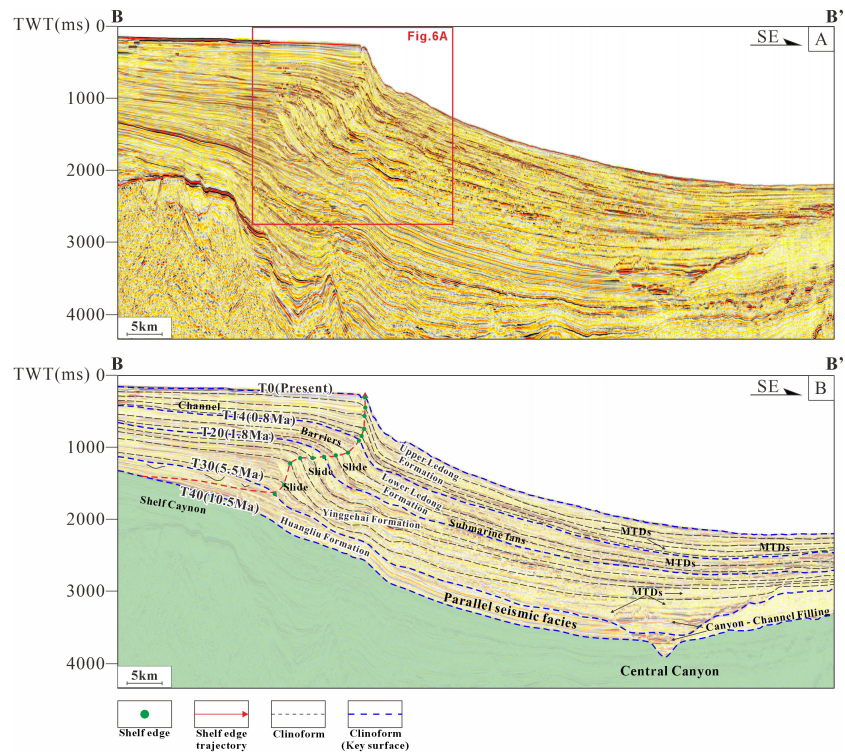 B
B'
TWT(ms) 0
Fig.6A
SE
A
1000
2000
3000
4000
5km
B
B'
TWT(ms) 0
SE
B
T0(Present)
Channel
T14(0.8Ma)
Barriers
T20(1.8Ma)
1000
Upper Ledong
Formation
Slide
Slide
T30(5.5Ma)
Lower Ledong
Formation
Slide
T40(10.5Ma)
Shelf Caynon
2000
Yinggehai Formation
Submarine fans
MTDs
MTDs
Huangliu Formation
MTDs
MTDs
3000
MTDs
Parallel seismic facies
Canyon - Channel Filling
4000
Central Canyon
5km
Shelf edge
Shelf edge
trajectory
Clinoform
Clinoform
(Key surface)